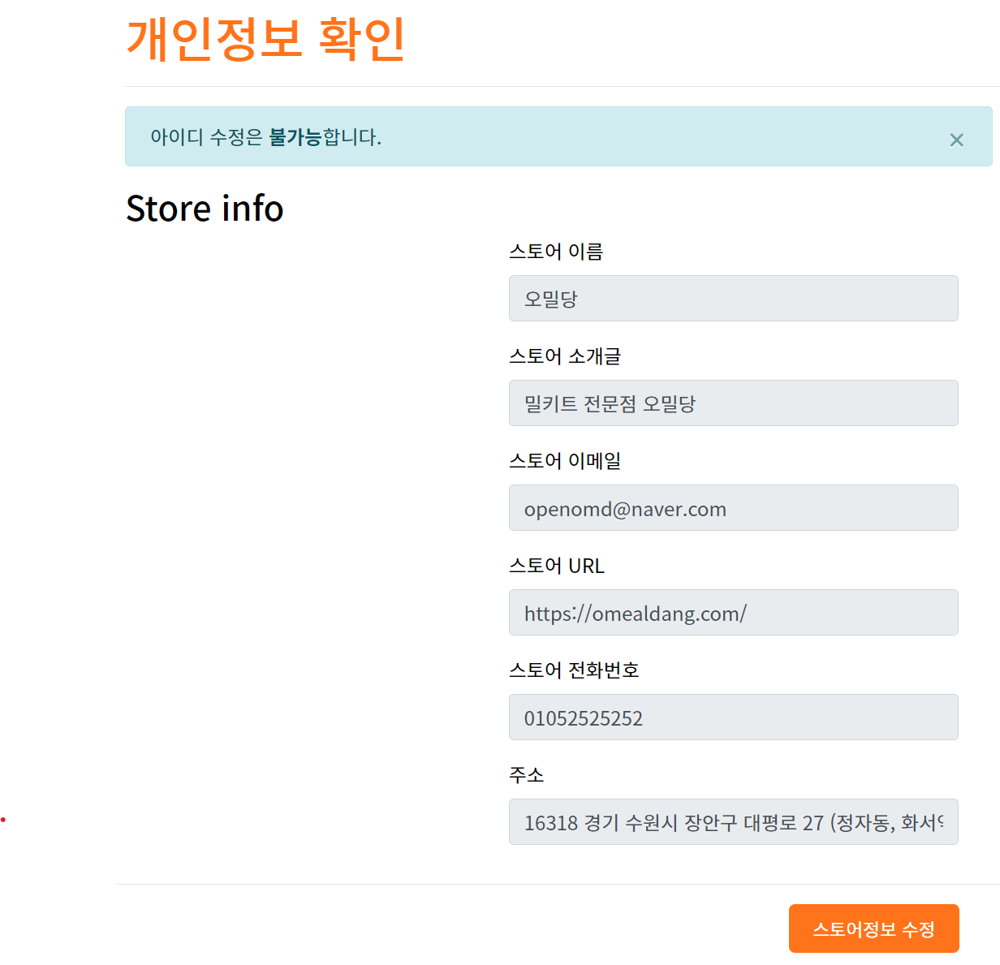 개인정보 확인
아이디 수정은 불가능합니다.
×
Store info
스토어 이름
오밀당
스토어 소개글
밀키트 전문점 오밀당
스토어 이메일
openomd@naver.com
스토어 URL
https://omealdang.com/
스토어 전화번호
01052525252
주소
16318 경기 수원시 장안구 대평로 27 (정자동, 화서
스토어정보 수정